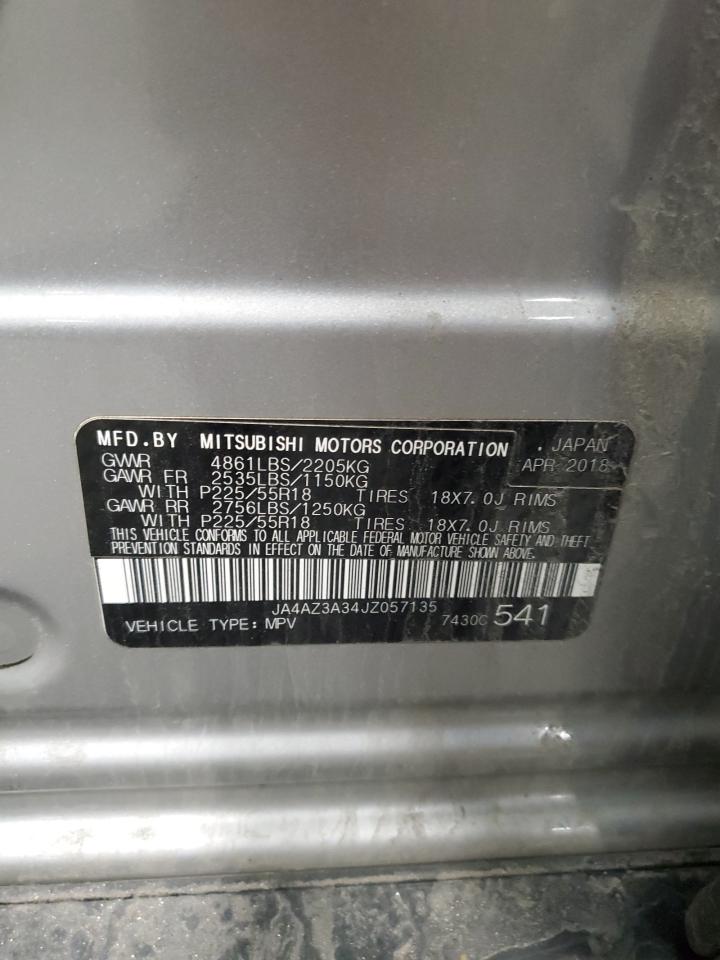 MFD.BY MITSUBISHI MOTORS CORPORATION . JAPAN
GVWR 4861LBS/2205KG APR 2018
GAWR FR 2535LBS/1150KG
WITH P225/55R18 TIRES 18X7.0J RIMS
GAWR RR 2756LBS/1250KG
WITH P225/55R18 TIRES 18X7.0J RIMS
THIS VEHICLE CONFORMS TO ALL APPLICABLE FEDERAL MOTOR VEHICLE SAFETY AND THEFT
PREVENTION STANDARDS IN EFFECT ON THE DATE OF MANUFACTURE SHOWN ABOVE.
JA4AZ3A34JZ057135
VEHICLE TYPE: MPV 7430C 541